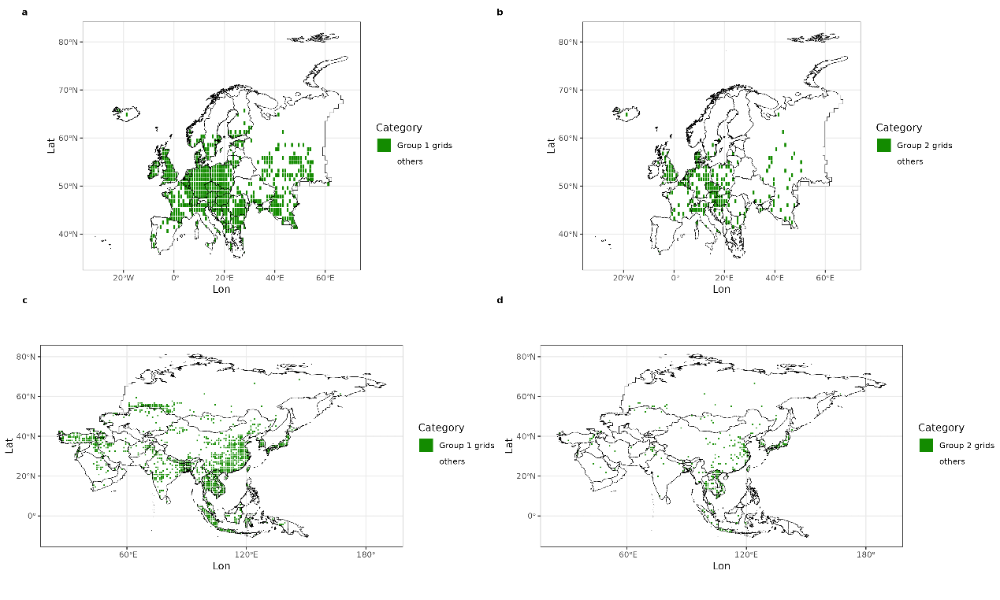 a
80°N
70°N
60°N
50°N
40°N
Lat
20°W
0°
20°E
40°E
60°E
Lon
Category
Group 1 grids
others
b
80°N
70°N
60°N
50°N
40°N
Lat
20°W
0°
20°E
40°E
60°E
Lon
Category
Group 2 grids
others
c
80°N
60°N
40°N
20°N
0°
Lat
60°E
120°E
180°
Lon
Category
Group 1 grids
others
d
80°N
60°N
40°N
20°N
0°
Lat
60°E
120°E
180°
Lon
Category
Group 2 grids
others